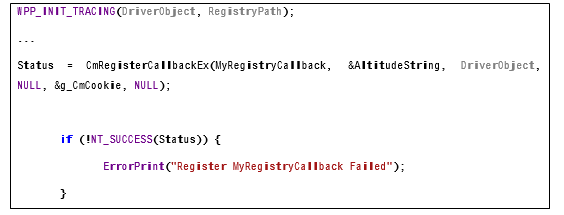 WPP_INIT_TRACING(DriverObject, RegistryPath);
...
Status = CmRegisterCallbackEx(MyRegistryCallback, &AltitudeString, DriverObject,
NULL, &g_CmCookie, NULL);
if (!NT_SUCCESS(Status)) {
ErrorPrint("Register MyRegistryCallback Failed");
}